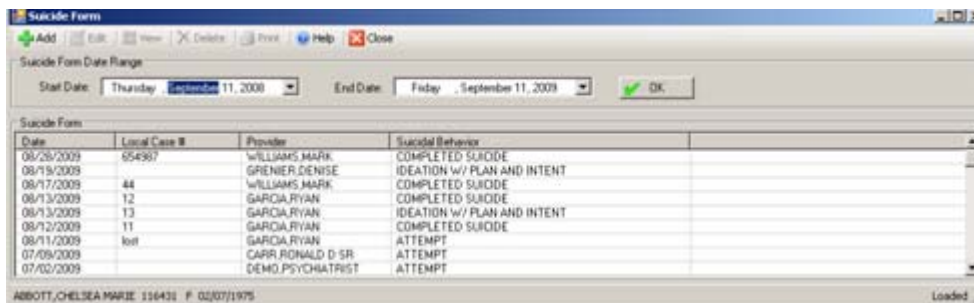 Suicide Form
Add Edit View Delete Print Help Close
Suicide Form Date Range
Start Date: Thursday , September 11, 2008 End Date: Friday , September 11, 2009 OK
Suicide Form
Date Local Case # Provider Suicidal Behavior
08/28/2009 654987 WILLIAMS,MARK COMPLETED SUICIDE
08/19/2009 GRENIER,DENISE IDEATION W/ PLAN AND INTENT
08/17/2009 44 WILLIAMS,MARK COMPLETED SUICIDE
08/13/2009 12 GARCIA,RYAN COMPLETED SUICIDE
08/13/2009 13 GARCIA,RYAN IDEATION W/ PLAN AND INTENT
08/12/2009 11 GARCIA,RYAN COMPLETED SUICIDE
08/11/2009 lost GARCIA,RYAN ATTEMPT
07/09/2009 CARR,RONALD D SR ATTEMPT
07/02/2009 DEMO,PSYCHIATRIST ATTEMPT
ABBOTT,CHELSEA MARIE 116431 F 02/07/1975 Loaded